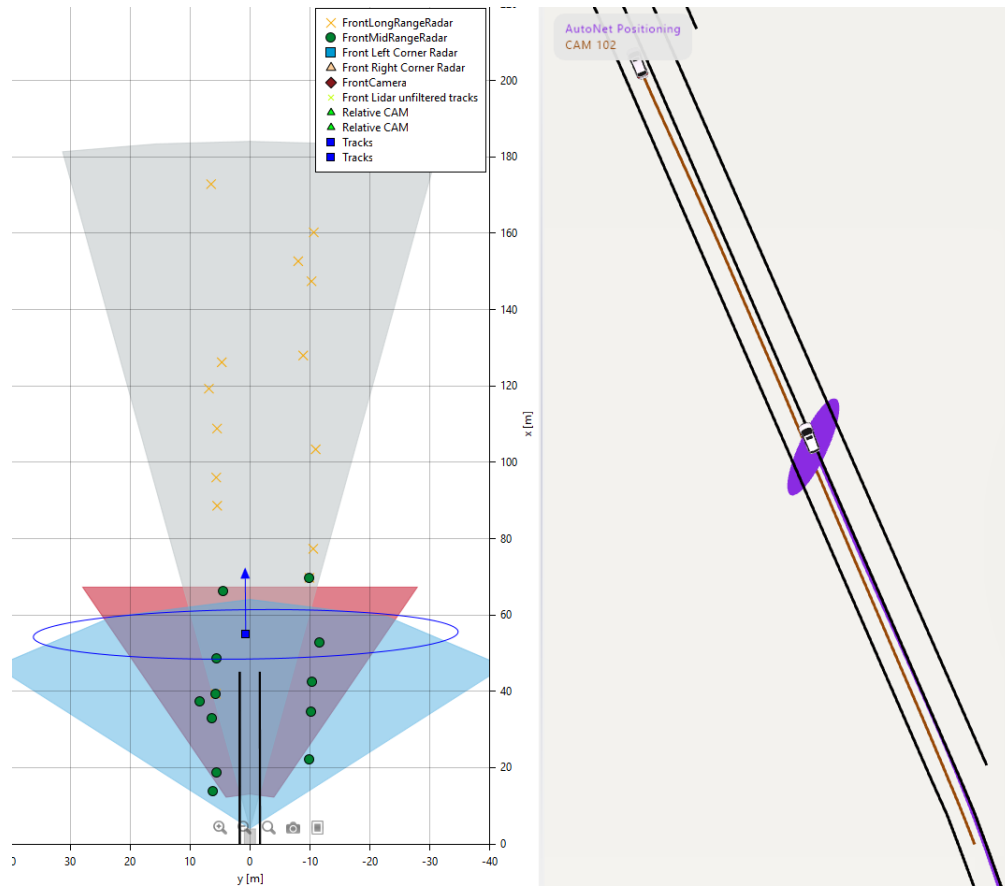 FrontLongRangeRadar
FrontMidRangeRadar
Front Left Corner Radar
Front Right Corner Radar
FrontCamera
Front Lidar unfiltered tracks
Relative CAM
Relative CAM
Tracks
Tracks
200
180
160
140
120
100
80
60
40
20
0
x [m]
30
20
10
0
-10
-20
-30
-40
y [m]
AutoNet Positioning
CAM 102